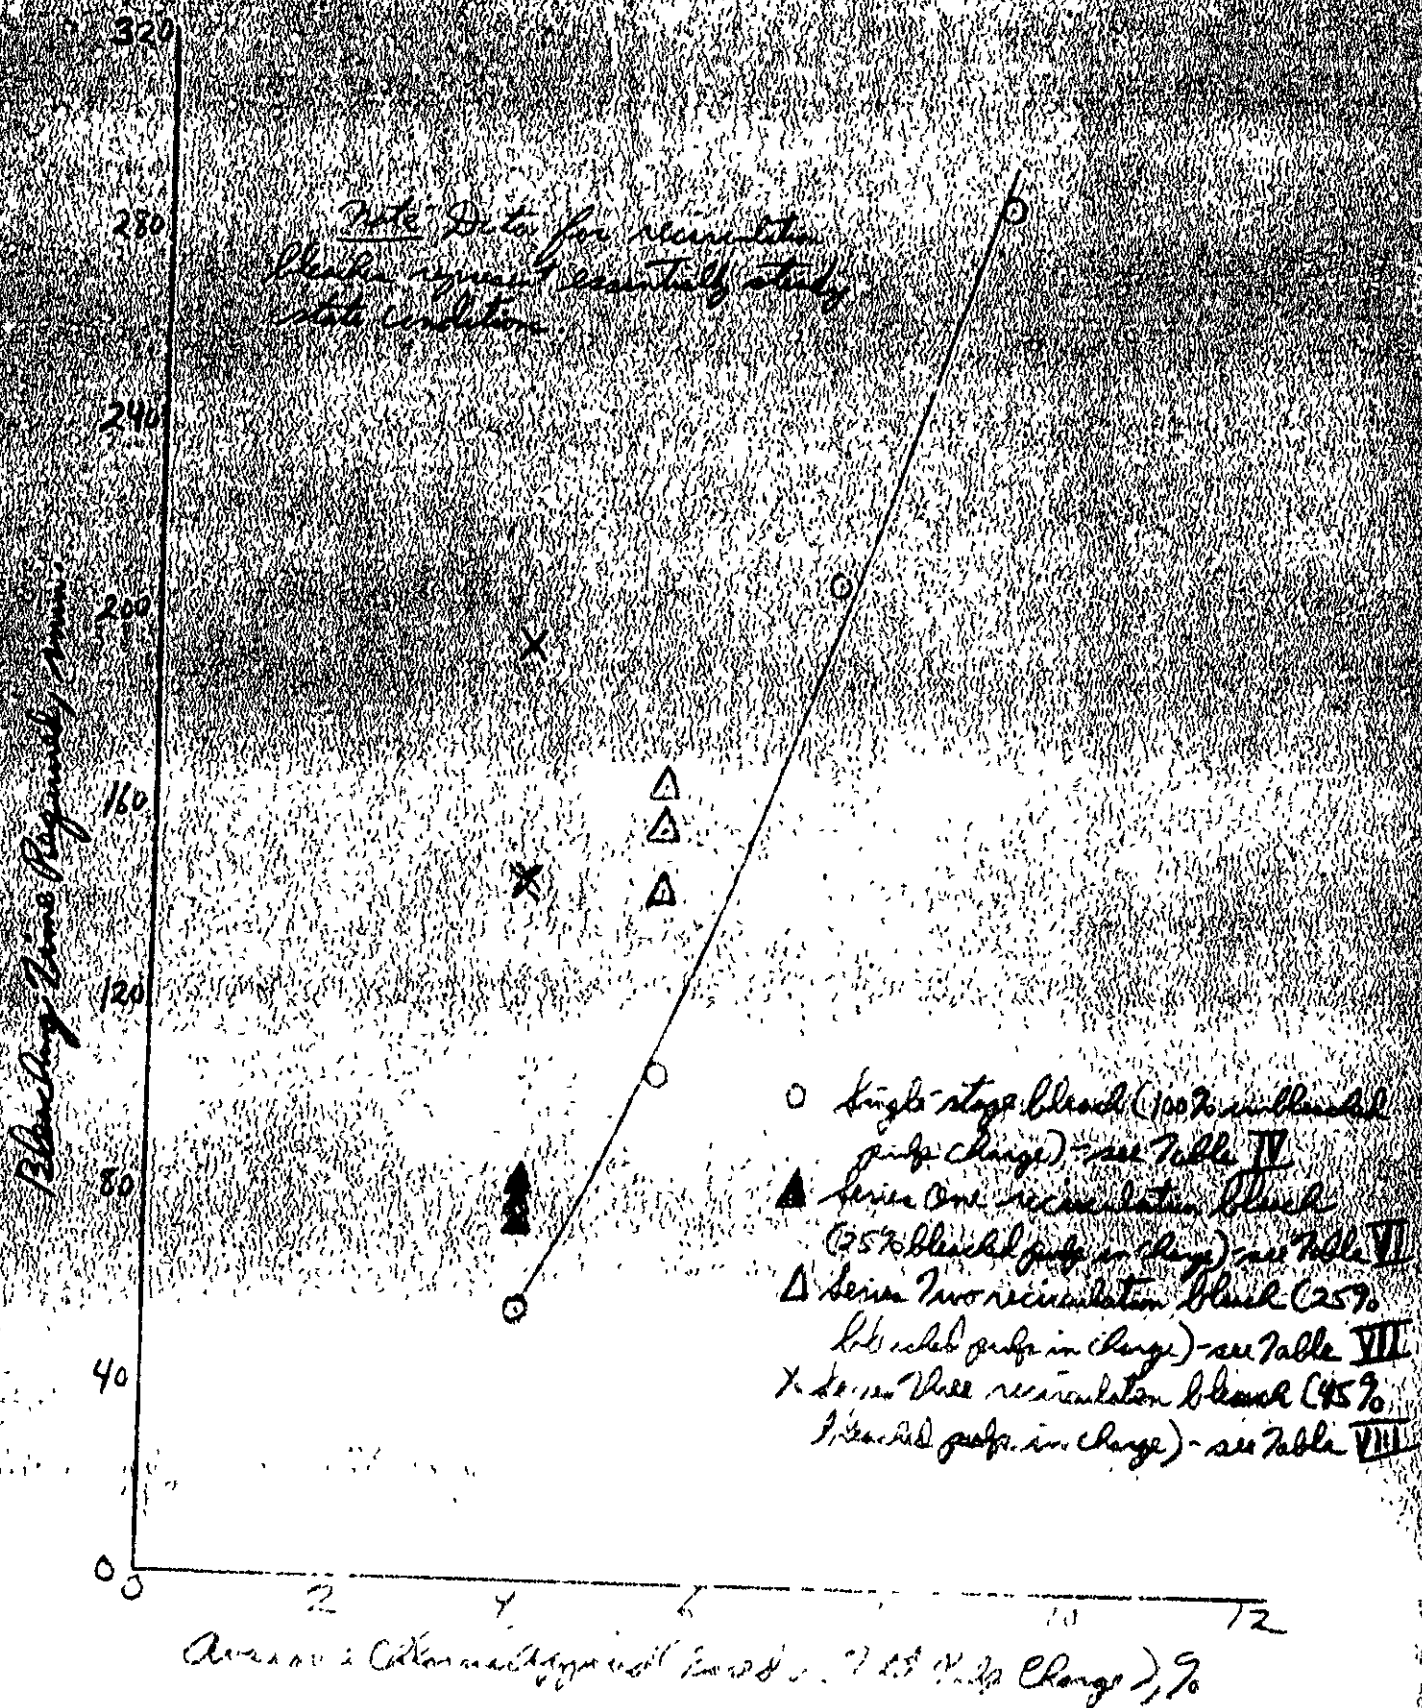 320
280
240
200
160
120
80
40
0
0
2
4
6
10
12
Bleaching Time Required, min.
Note: Data for recirculation
bleaches represent essentially steady
state condition.
O Single-stage bleach (100% unbleached
pulp charge) - see Table IV
▲ Series One recirculation bleach
(25% bleached pulp in charge) - see Table VI
△ Series Two recirculation bleach (25%
bleached pulp in charge) - see Table VII
X Series Three recirculation bleach (45%
bleached pulp in charge) - see Table VIII
Pulp Charge), %